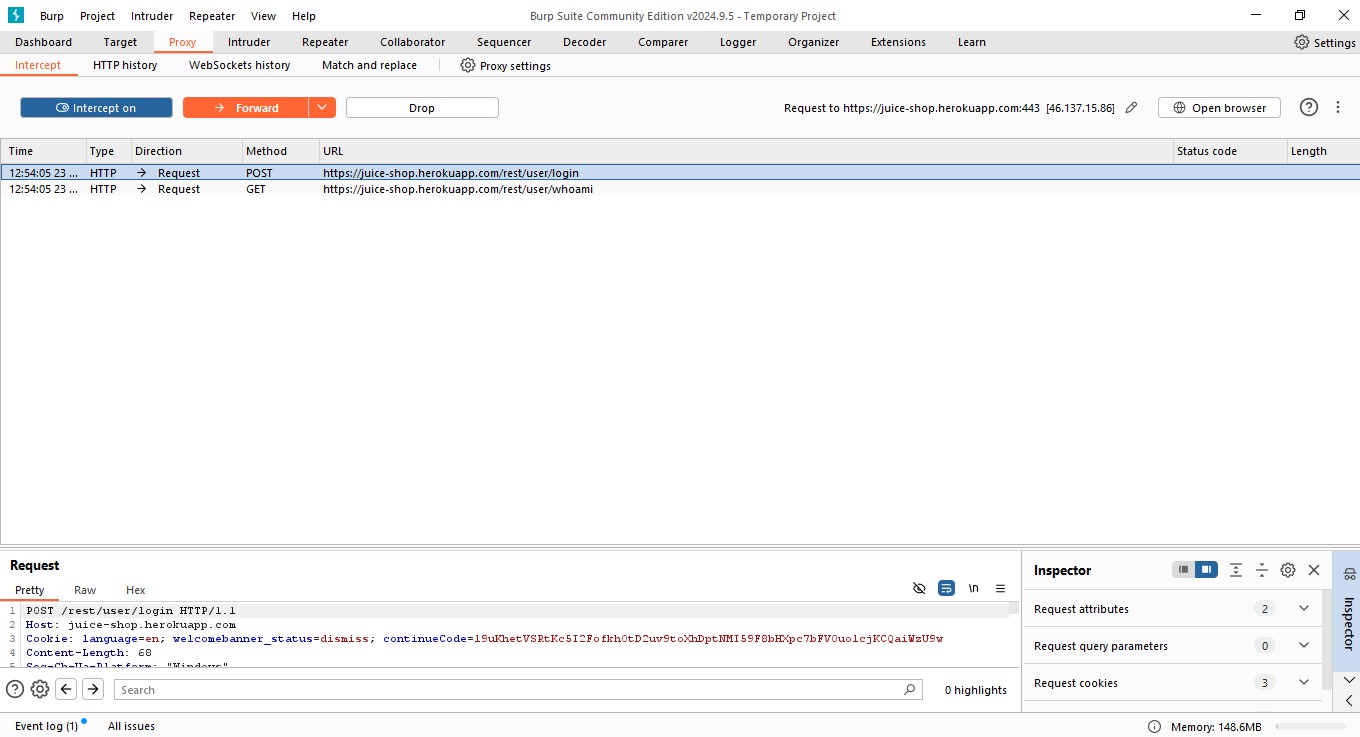 Burp Project Intruder Repeater View Help Burp Suite Community Edition v2024.9.5 - Temporary Project
Dashboard Target Proxy Intruder Repeater Collaborator Sequencer Decoder Comparer Logger Organizer Extensions Learn Settings
Intercept HTTP history WebSockets history Match and replace Proxy settings
Intercept on Forward Drop Request to https://juice-shop.herokuapp.com:443 [46.137.15.86] Open browser
Time Type Direction Method URL Status code Length
12:54:05 23 ... HTTP Request POST https://juice-shop.herokuapp.com/rest/user/login
12:54:05 23 ... HTTP Request GET https://juice-shop.herokuapp.com/rest/user/whoami
Request
Pretty Raw Hex \n
1 POST /rest/user/login HTTP/1.1
2 Host: juice-shop.herokuapp.com
3 Cookie: language=en; welcomebanner_status=dismiss; continueCode=
4 Content-Length: 68
5 Sec-Ch-Ua-Platform: "Windows"
Search 0 highlights
Inspector
Request attributes 2
Request query parameters 0
Request cookies 3
Inspector
Event log (1) All issues Memory: 148.6MB